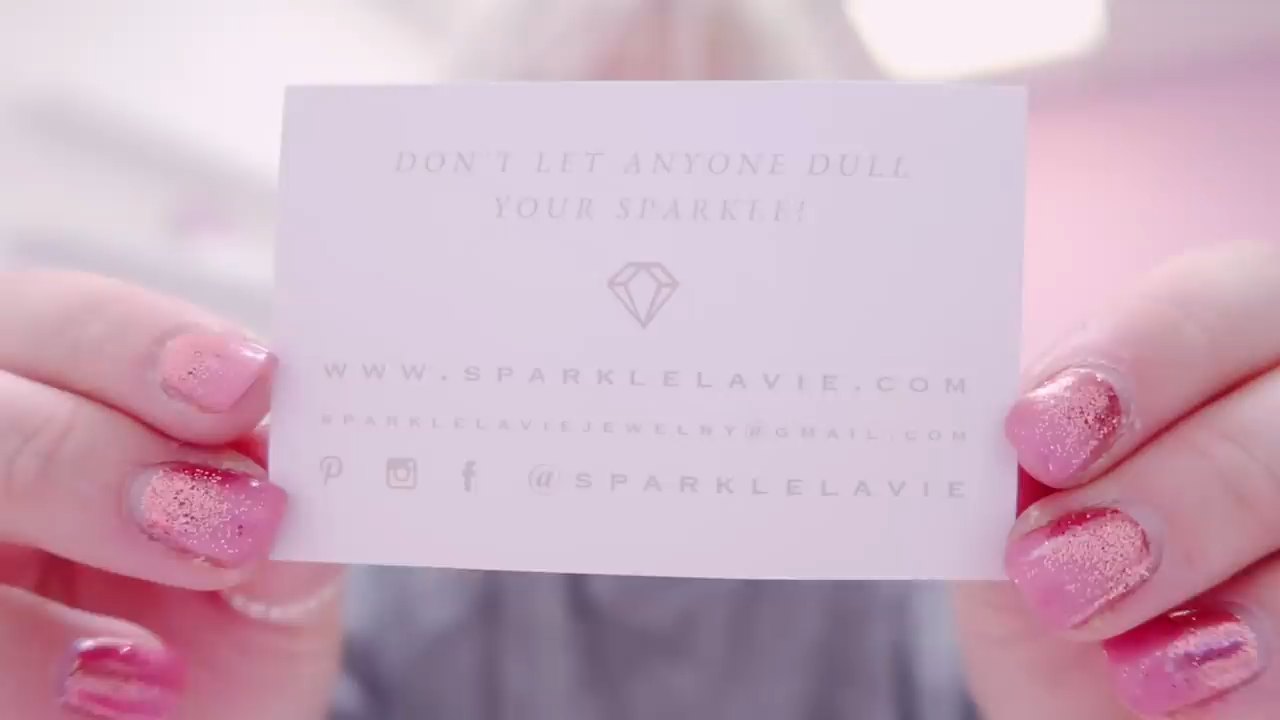 DON'T LET ANYONE DULL
YOUR SPARKLE!
WWW.SPARKLELAVIE.COM
SPARKLELAVIEJEWELRY@GMAIL.COM
@SPARKLELAVIE